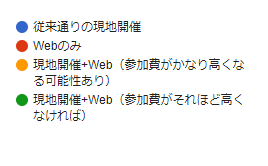 従来通りの現地開催
Webのみ
現地開催+Web（参加費がかなり高くな
る可能性あり）
現地開催+Web（参加費がそれほど高く
なければ）